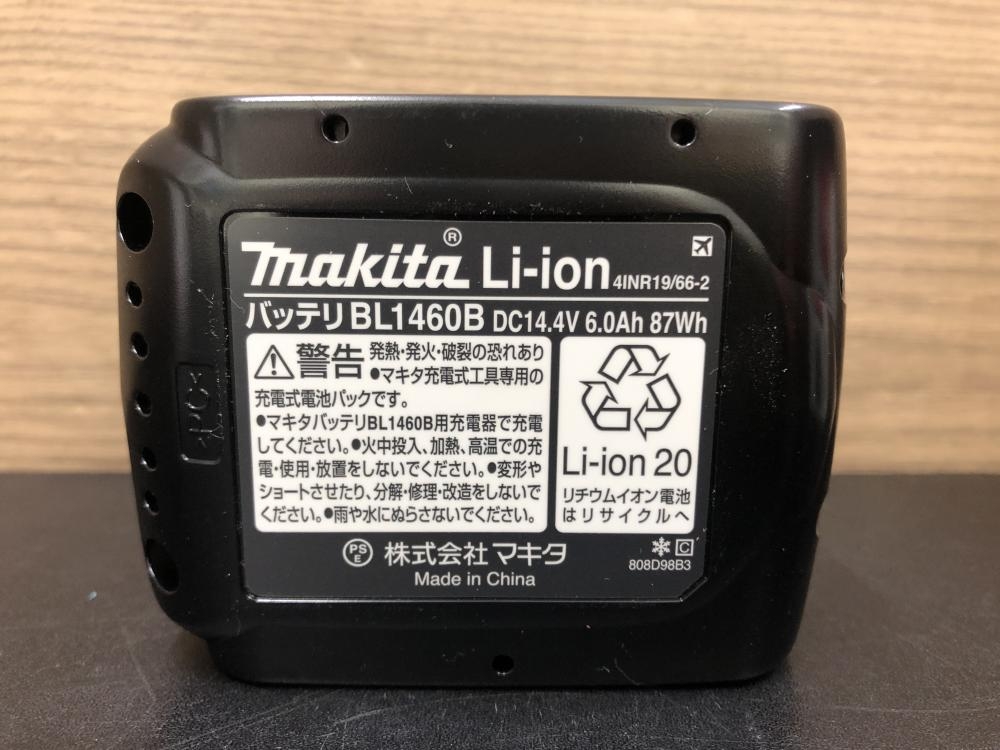 makita® Li-ion 4INR19/66-2
バッテリ BL1460B DC14.4V 6.0Ah 87Wh
警告 発熱・発火・破裂の恐れあり
●マキタ充電式工具専用の
充電式電池パックです。
●マキタバッテリBL1460B用充電器で充電
してください。●火中投入、加熱、高温での充
電・使用・放置をしないでください。●変形や
ショートさせたり、分解・修理・改造をしないで
ください。●雨や水にぬらさないでください。
Li-ion 20
リチウムイオン電池
はリサイクルへ
PS
E
株式会社 マキタ
Made in China
C
808D98B3
>PC<